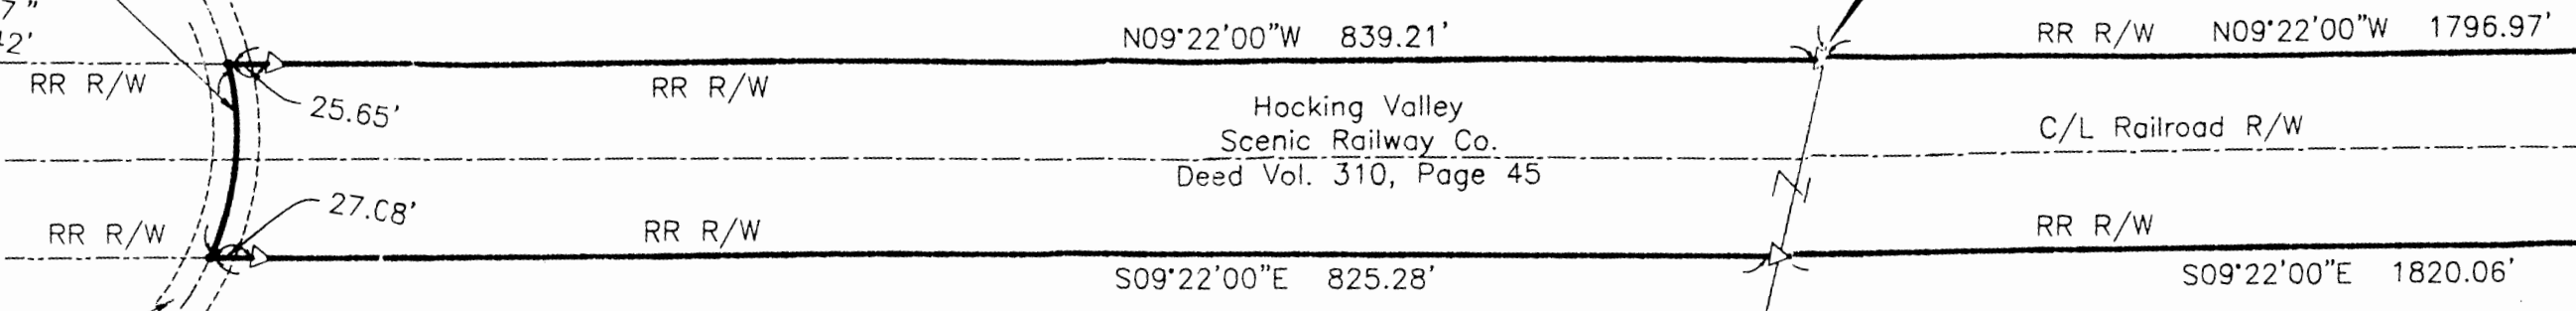 N09°22'00"W 839.21'
RR R/W N09°22'00"W 1796.97'
RR R/W
RR R/W
25.65'
Hocking Valley
Scenic Railway Co.
Deed Vol. 310, Page 45
C/L Railroad R/W
27.08'
RR R/W
RR R/W
RR R/W
S09°22'00"E 825.28'
S09°22'00"E 1820.06'